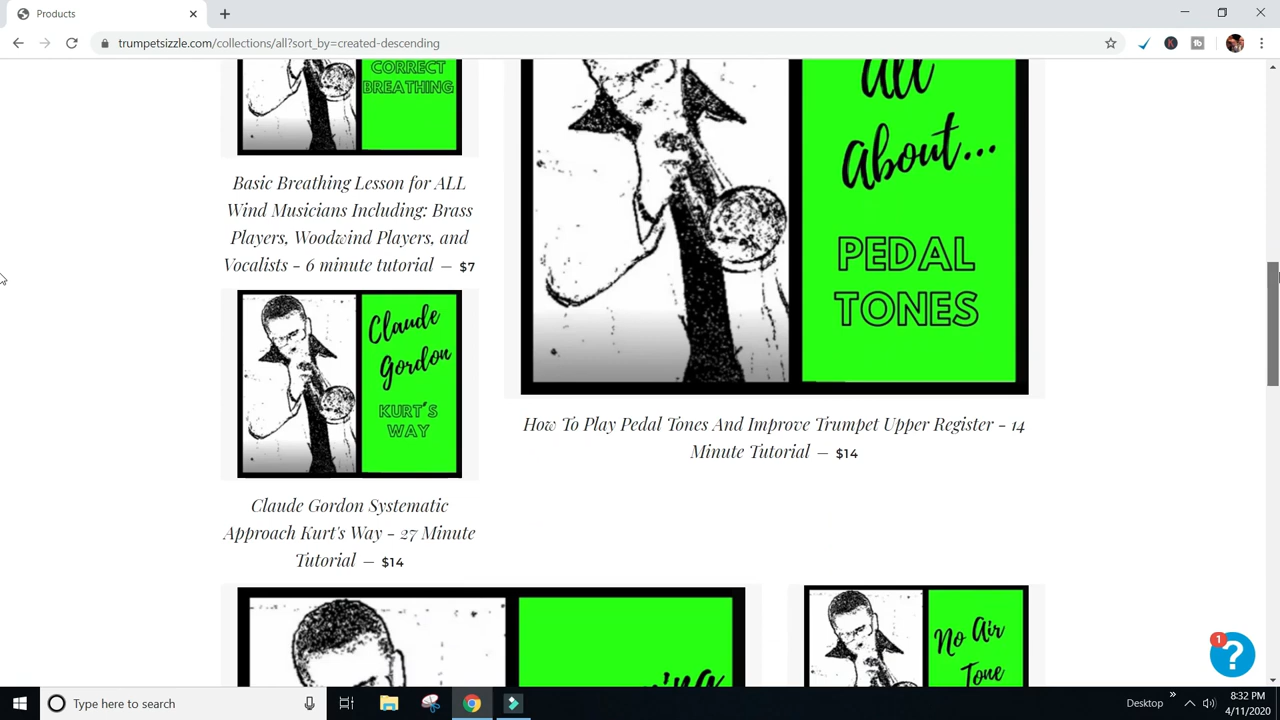 Products
trumpetsizzle.com/collections/all?sort_by=created-descending
CORRECT
BREATHING
Basic Breathing Lesson for ALL
Wind Musicians Including: Brass
Players, Woodwind Players, and
Vocalists - 6 minute tutorial — $7
All
About...
PEDAL
TONES
How To Play Pedal Tones And Improve Trumpet Upper Register - 14
Minute Tutorial — $14
Claude
Gordon
KURT'S
WAY
Claude Gordon Systematic
Approach Kurt's Way - 27 Minute
Tutorial — $14
No Air
Tone
1
?
Type here to search
Desktop
8:32 PM
4/11/2020